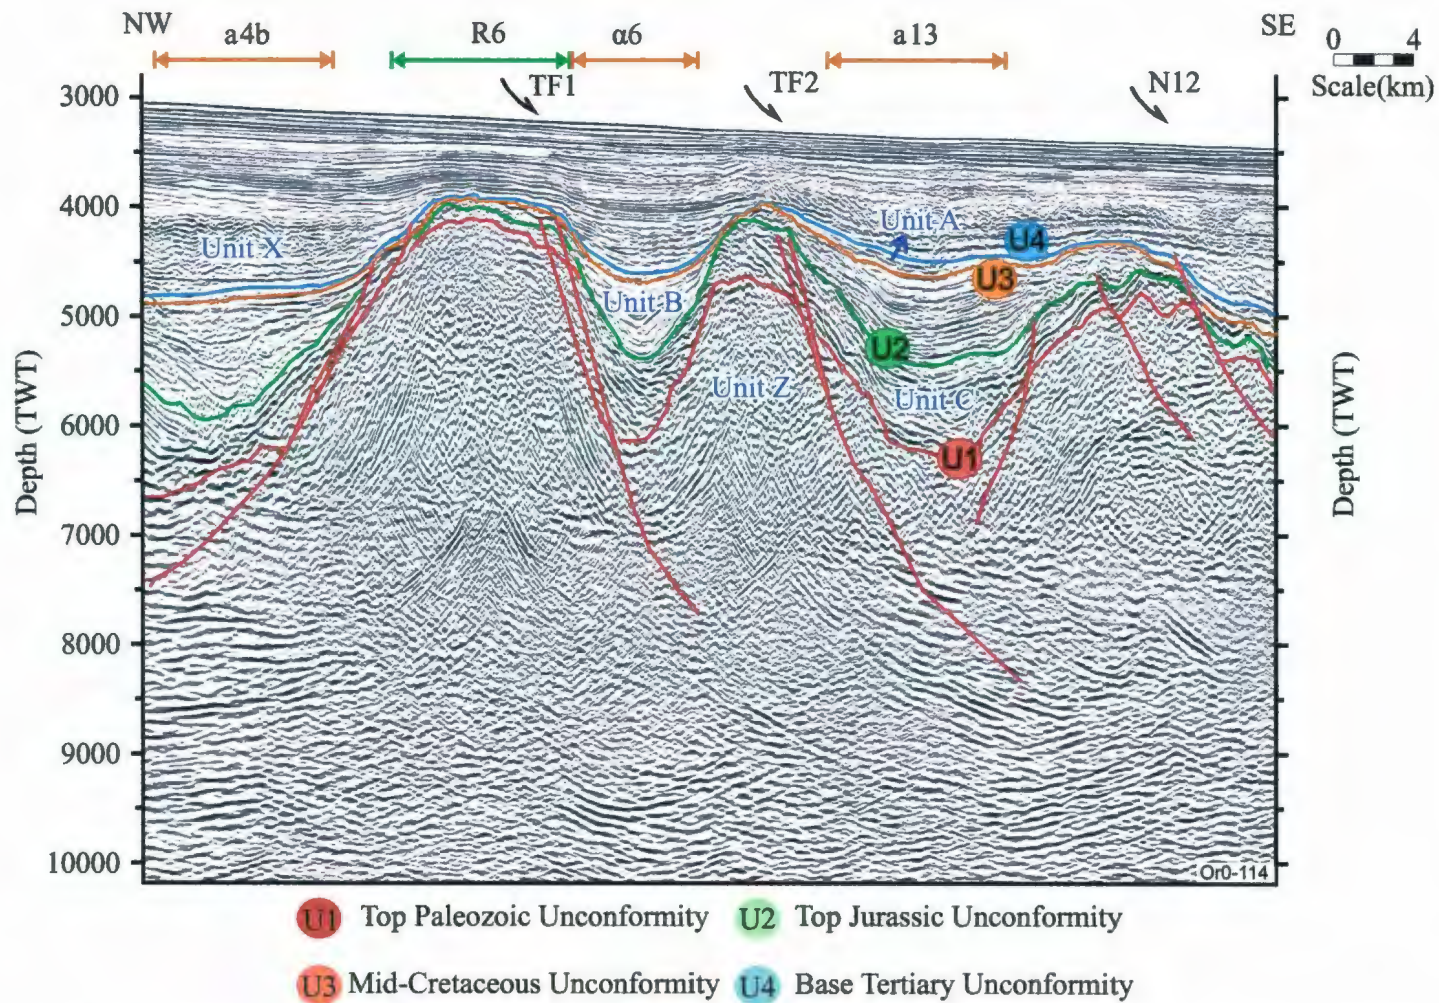 NW
SE
a4b
R6
α6
a13
0 4
Scale(km)
TF1
TF2
N12
3000
4000
5000
6000
7000
8000
9000
10000
Depth (TWT)
Depth (TWT)
Unit X
Unit A
U4
U3
Unit B
U2
Unit Z
Unit C
U1
Or0-114
U1 Top Paleozoic Unconformity
U2 Top Jurassic Unconformity
U3 Mid-Cretaceous Unconformity
U4 Base Tertiary Unconformity